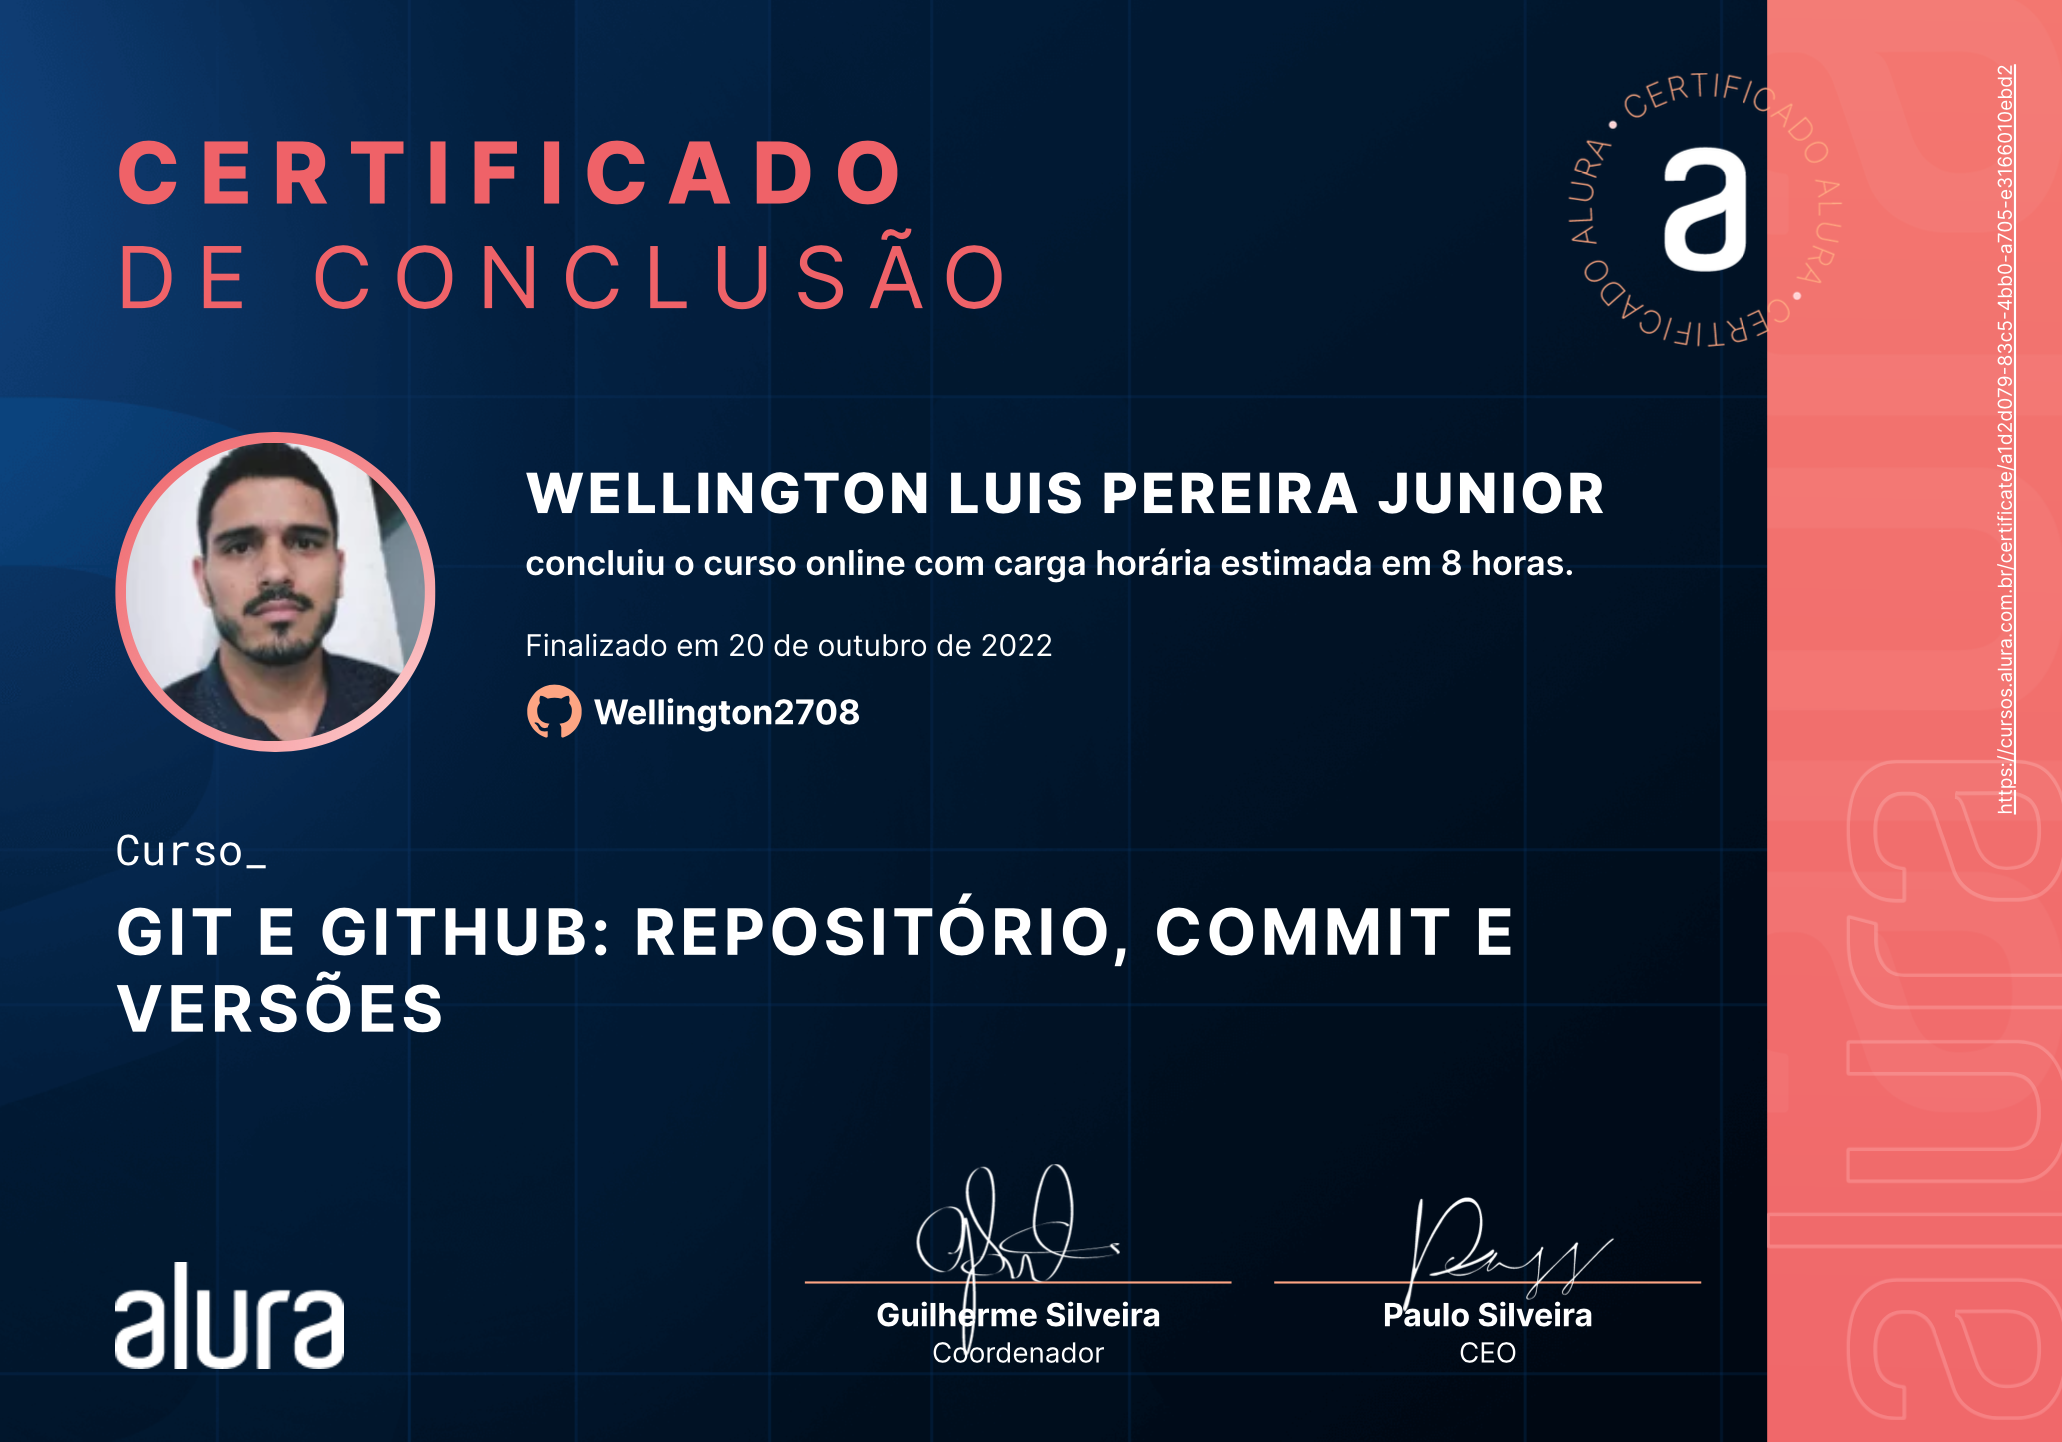 CERTIFICADO
DE CONCLUSÃO
CERTIFICADO ALURA • CERTIFICADO ALURA •
a
WELLINGTON LUIS PEREIRA JUNIOR
concluiu o curso online com carga horária estimada em 8 horas.
Finalizado em 20 de outubro de 2022
Wellington2708
Curso_
GIT E GITHUB: REPOSITÓRIO, COMMIT E
VERSÕES
alura
Guilherme Silveira
Coordenador
Paulo Silveira
CEO
https://cursos.alura.com.br/certificate/a1d2d079-83c5-4bb0-a705-e3166010ebd2
alura